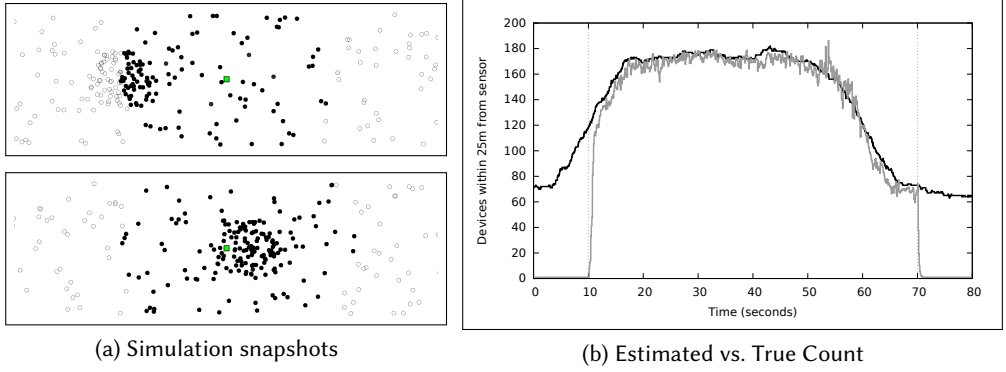 200
180
160
140
120
100
80
60
40
20
0
Devices within 25m from sensor
0 10 20 30 40 50 60 70 80
Time (seconds)
(a) Simulation snapshots
(b) Estimated vs. True Count